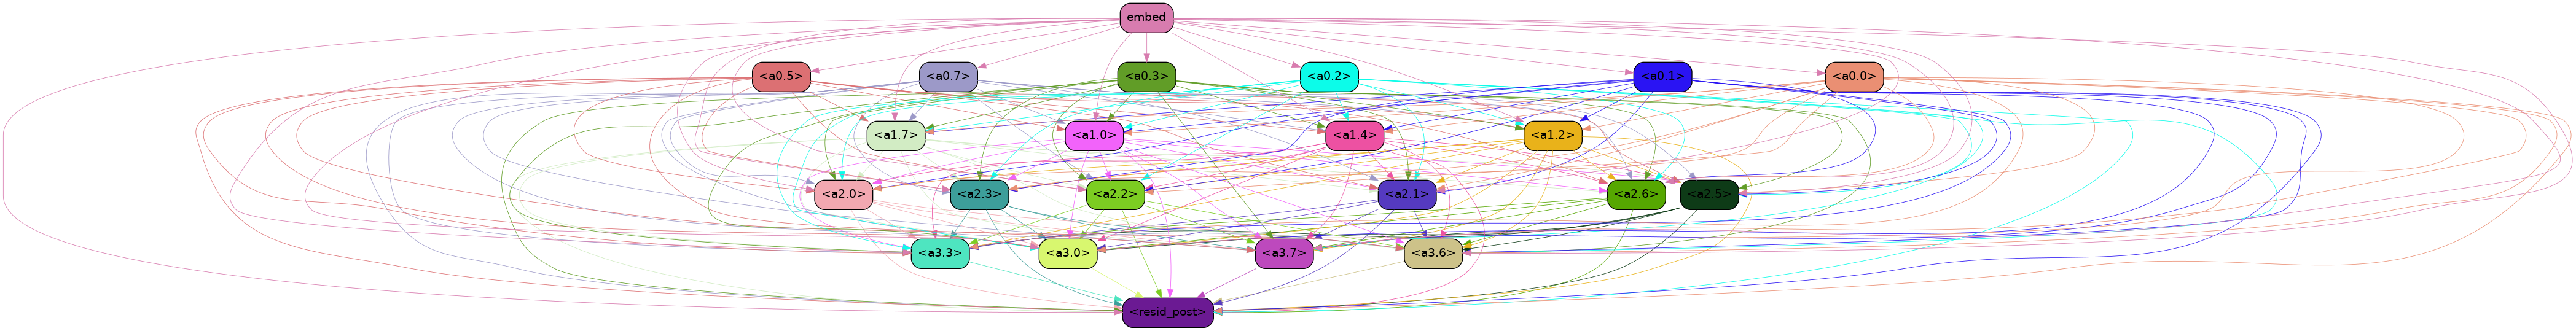 embed
<a0.5> <a0.7> <a0.3> <a0.2> <a0.1> <a0.0>
<a1.7> <a1.0> <a1.4> <a1.2>
<a2.0> <a2.3> <a2.2> <a2.1> <a2.6> <a2.5>
<a3.3> <a3.0> <a3.7> <a3.6>
<resid_post>